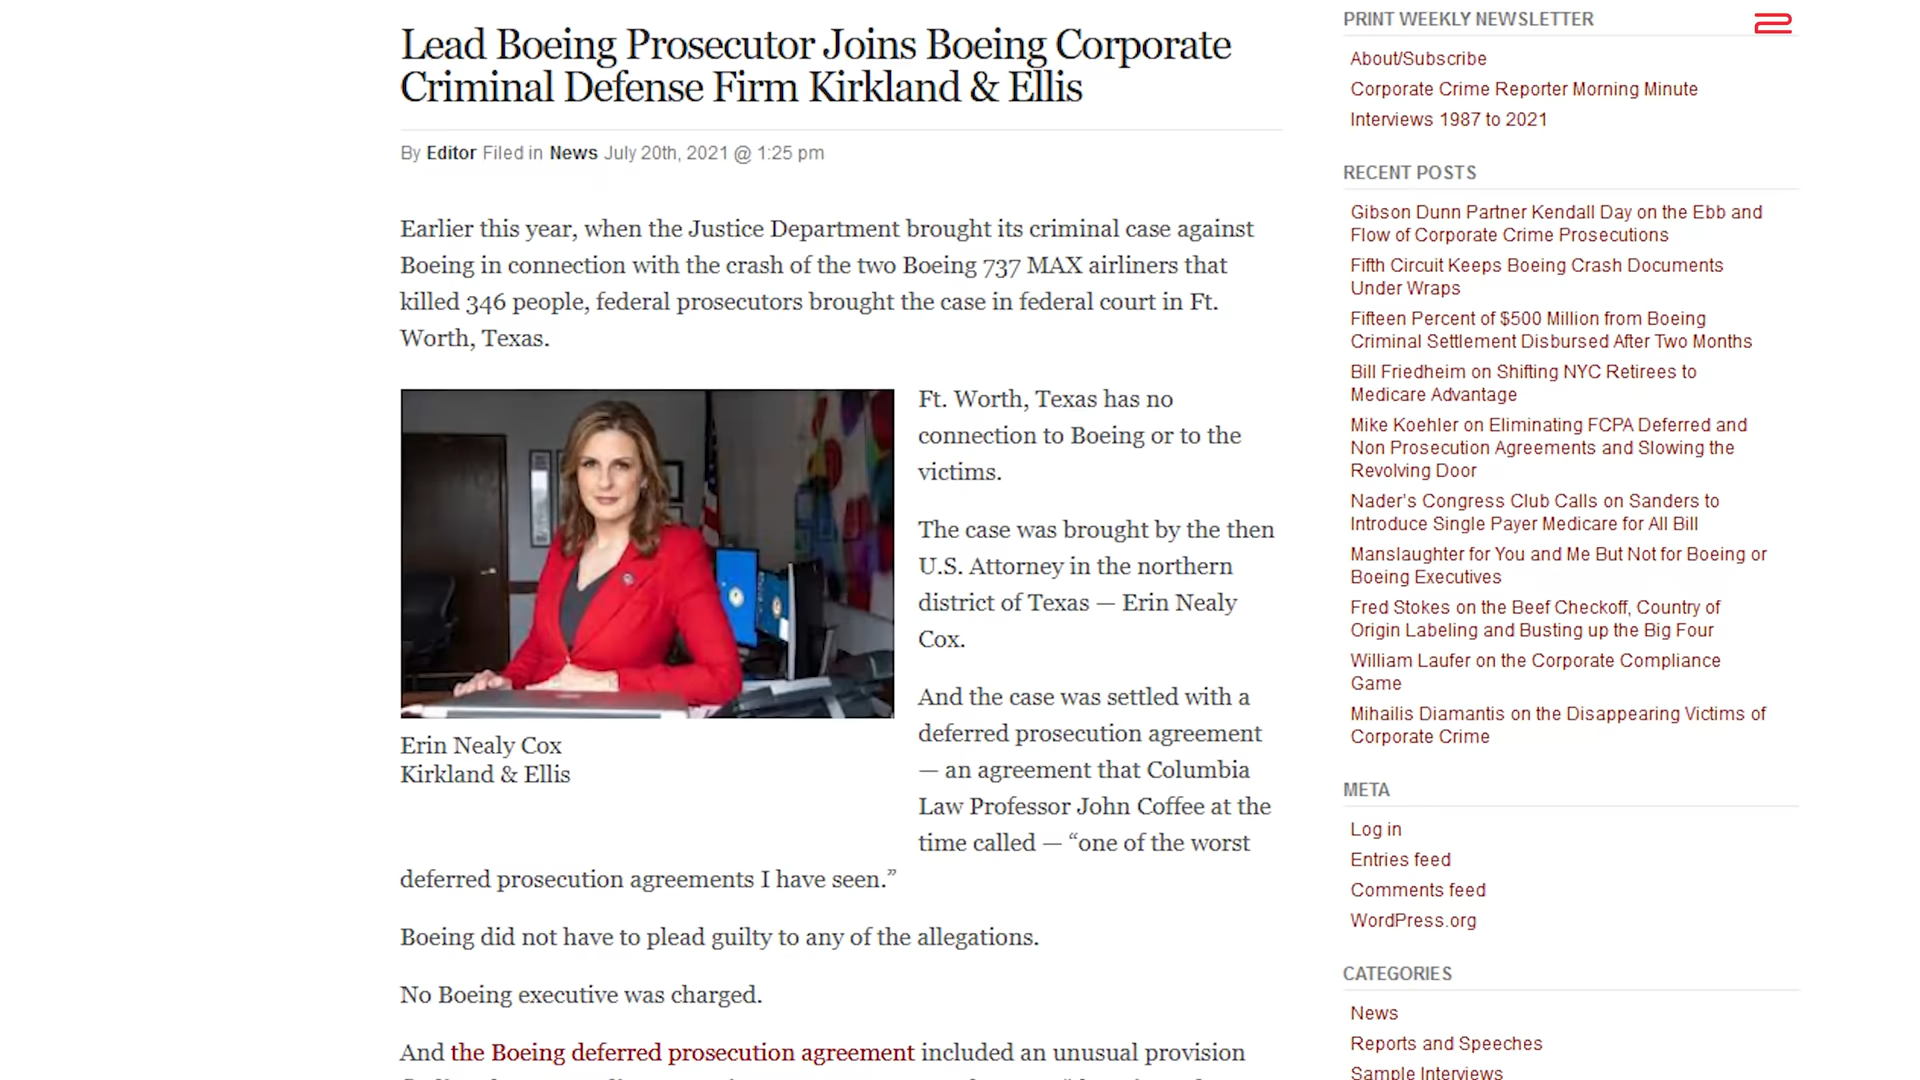 Lead Boeing Prosecutor Joins Boeing Corporate
Criminal Defense Firm Kirkland & Ellis
By Editor Filed in News July 20th, 2021 @ 1:25 pm
Earlier this year, when the Justice Department brought its criminal case against
Boeing in connection with the crash of the two Boeing 737 MAX airliners that
killed 346 people, federal prosecutors brought the case in federal court in Ft.
Worth, Texas.
Ft. Worth, Texas has no
connection to Boeing or to the
victims.
The case was brought by the then
U.S. Attorney in the northern
district of Texas — Erin Nealy
Cox.
And the case was settled with a
deferred prosecution agreement
— an agreement that Columbia
Law Professor John Coffee at the
time called — “one of the worst
deferred prosecution agreements I have seen.”
Erin Nealy Cox
Kirkland & Ellis
Boeing did not have to plead guilty to any of the allegations.
No Boeing executive was charged.
And the Boeing deferred prosecution agreement included an unusual provision
PRINT WEEKLY NEWSLETTER
About/Subscribe
Corporate Crime Reporter Morning Minute
Interviews 1987 to 2021
RECENT POSTS
Gibson Dunn Partner Kendall Day on the Ebb and
Flow of Corporate Crime Prosecutions
Fifth Circuit Keeps Boeing Crash Documents
Under Wraps
Fifteen Percent of $500 Million from Boeing
Criminal Settlement Disbursed After Two Months
Bill Friedheim on Shifting NYC Retirees to
Medicare Advantage
Mike Koehler on Eliminating FCPA Deferred and
Non Prosecution Agreements and Slowing the
Revolving Door
Nader’s Congress Club Calls on Sanders to
Introduce Single Payer Medicare for All Bill
Manslaughter for You and Me But Not for Boeing or
Boeing Executives
Fred Stokes on the Beef Checkoff, Country of
Origin Labeling and Busting up the Big Four
William Laufer on the Corporate Compliance
Game
Mihailis Diamantis on the Disappearing Victims of
Corporate Crime
META
Log in
Entries feed
Comments feed
WordPress.org
CATEGORIES
News
Reports and Speeches
Sample Interviews